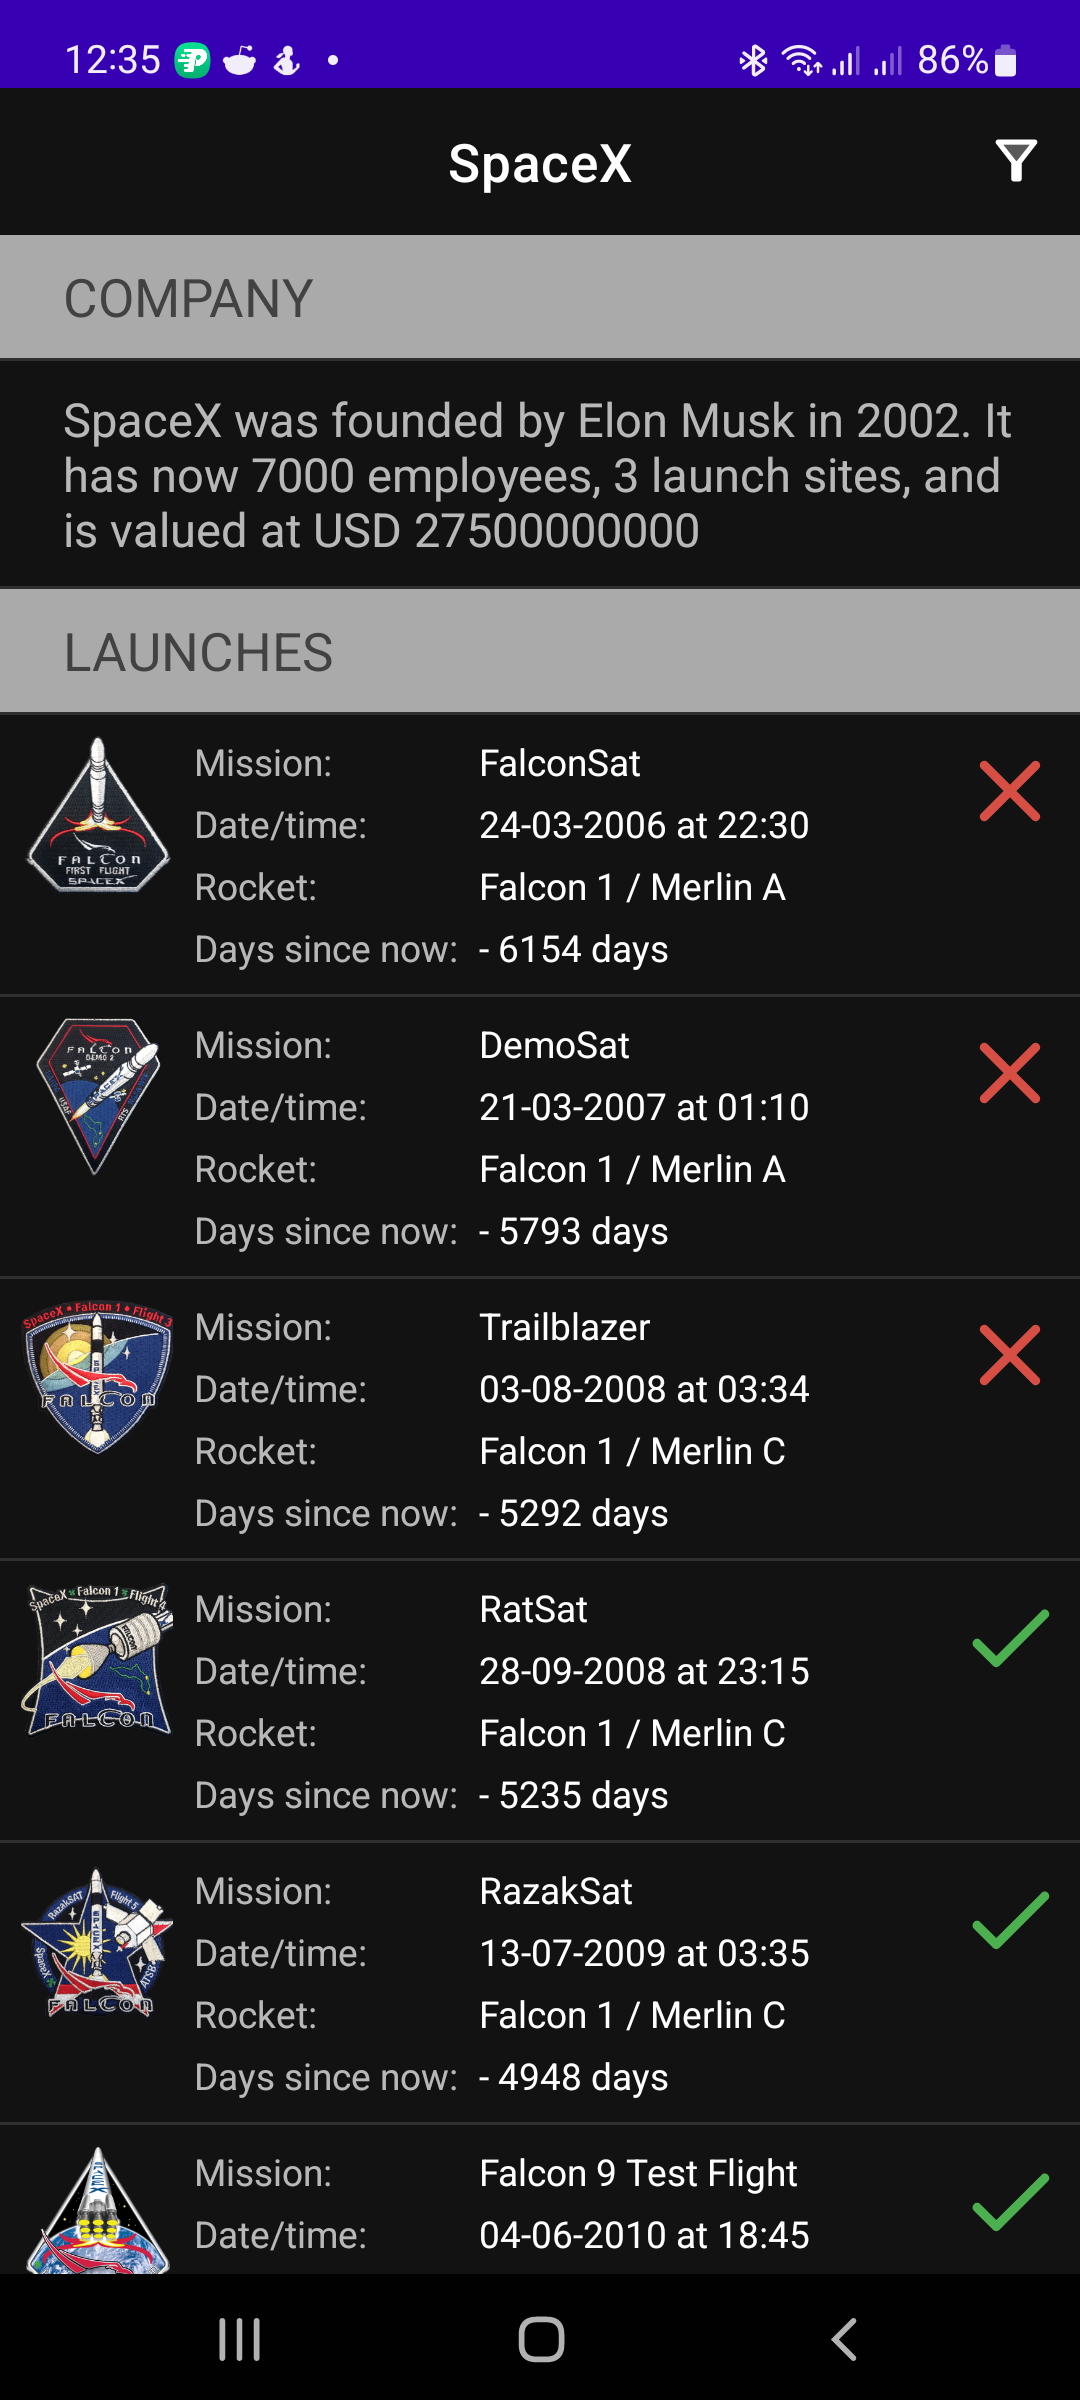 12:35 86%
SpaceX
COMPANY
SpaceX was founded by Elon Musk in 2002. It
has now 7000 employees, 3 launch sites, and
is valued at USD 27500000000
LAUNCHES
FALCON
FIRST FLIGHT
SPACEX
Mission: FalconSat
Date/time: 24-03-2006 at 22:30
Rocket: Falcon 1 / Merlin A
Days since now: - 6154 days
FALCON
DEMO 2
Mission: DemoSat
Date/time: 21-03-2007 at 01:10
Rocket: Falcon 1 / Merlin A
Days since now: - 5793 days
SpaceX • Falcon 1 • Flight 3
FALCON
Mission: Trailblazer
Date/time: 03-08-2008 at 03:34
Rocket: Falcon 1 / Merlin C
Days since now: - 5292 days
SpaceX Falcon 1 Flight 4
FALCON
Mission: RatSat
Date/time: 28-09-2008 at 23:15
Rocket: Falcon 1 / Merlin C
Days since now: - 5235 days
RazakSAT Flight 5
SpaceX ATSB
FALCON
Mission: RazakSat
Date/time: 13-07-2009 at 03:35
Rocket: Falcon 1 / Merlin C
Days since now: - 4948 days
Mission: Falcon 9 Test Flight
Date/time: 04-06-2010 at 18:45